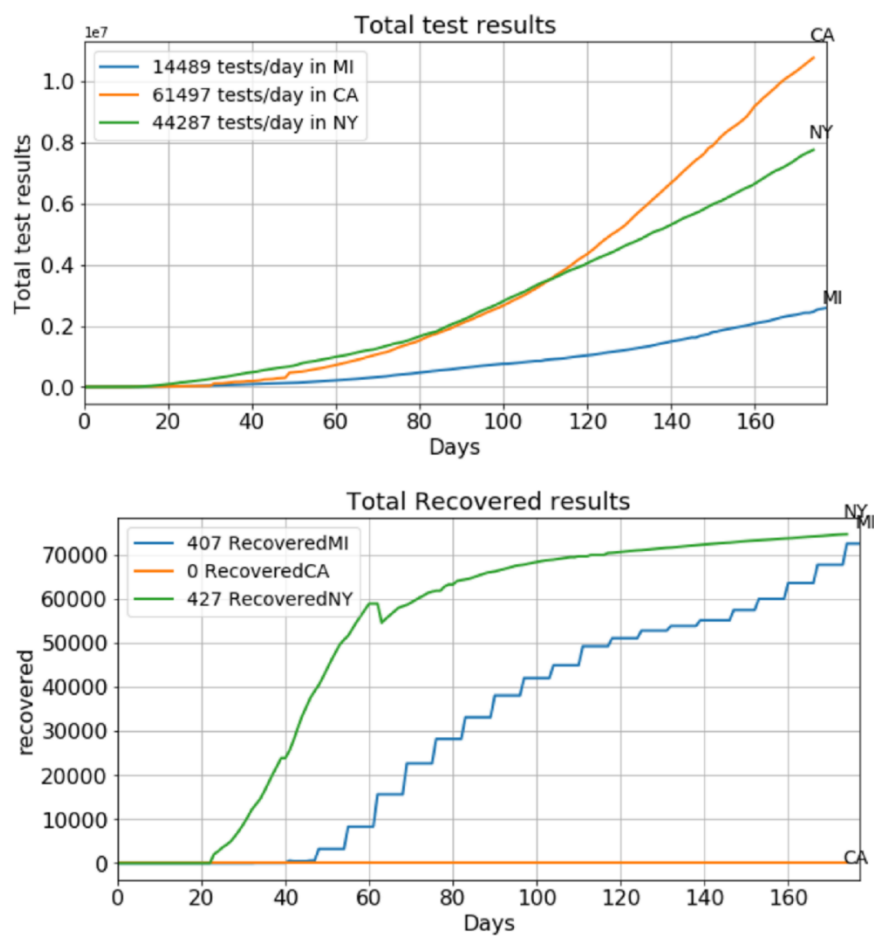 Total test results
1e7
CA
14489 tests/day in MI
61497 tests/day in CA
44287 tests/day in NY
NY
MI
1.0
0.8
0.6
0.4
0.2
0.0
Total test results
0 20 40 60 80 100 120 140 160
Days
Total Recovered results
NY
MI
407 RecoveredMI
0 RecoveredCA
427 RecoveredNY
70000
60000
50000
40000
30000
20000
10000
0
recovered
CA
0 20 40 60 80 100 120 140 160
Days